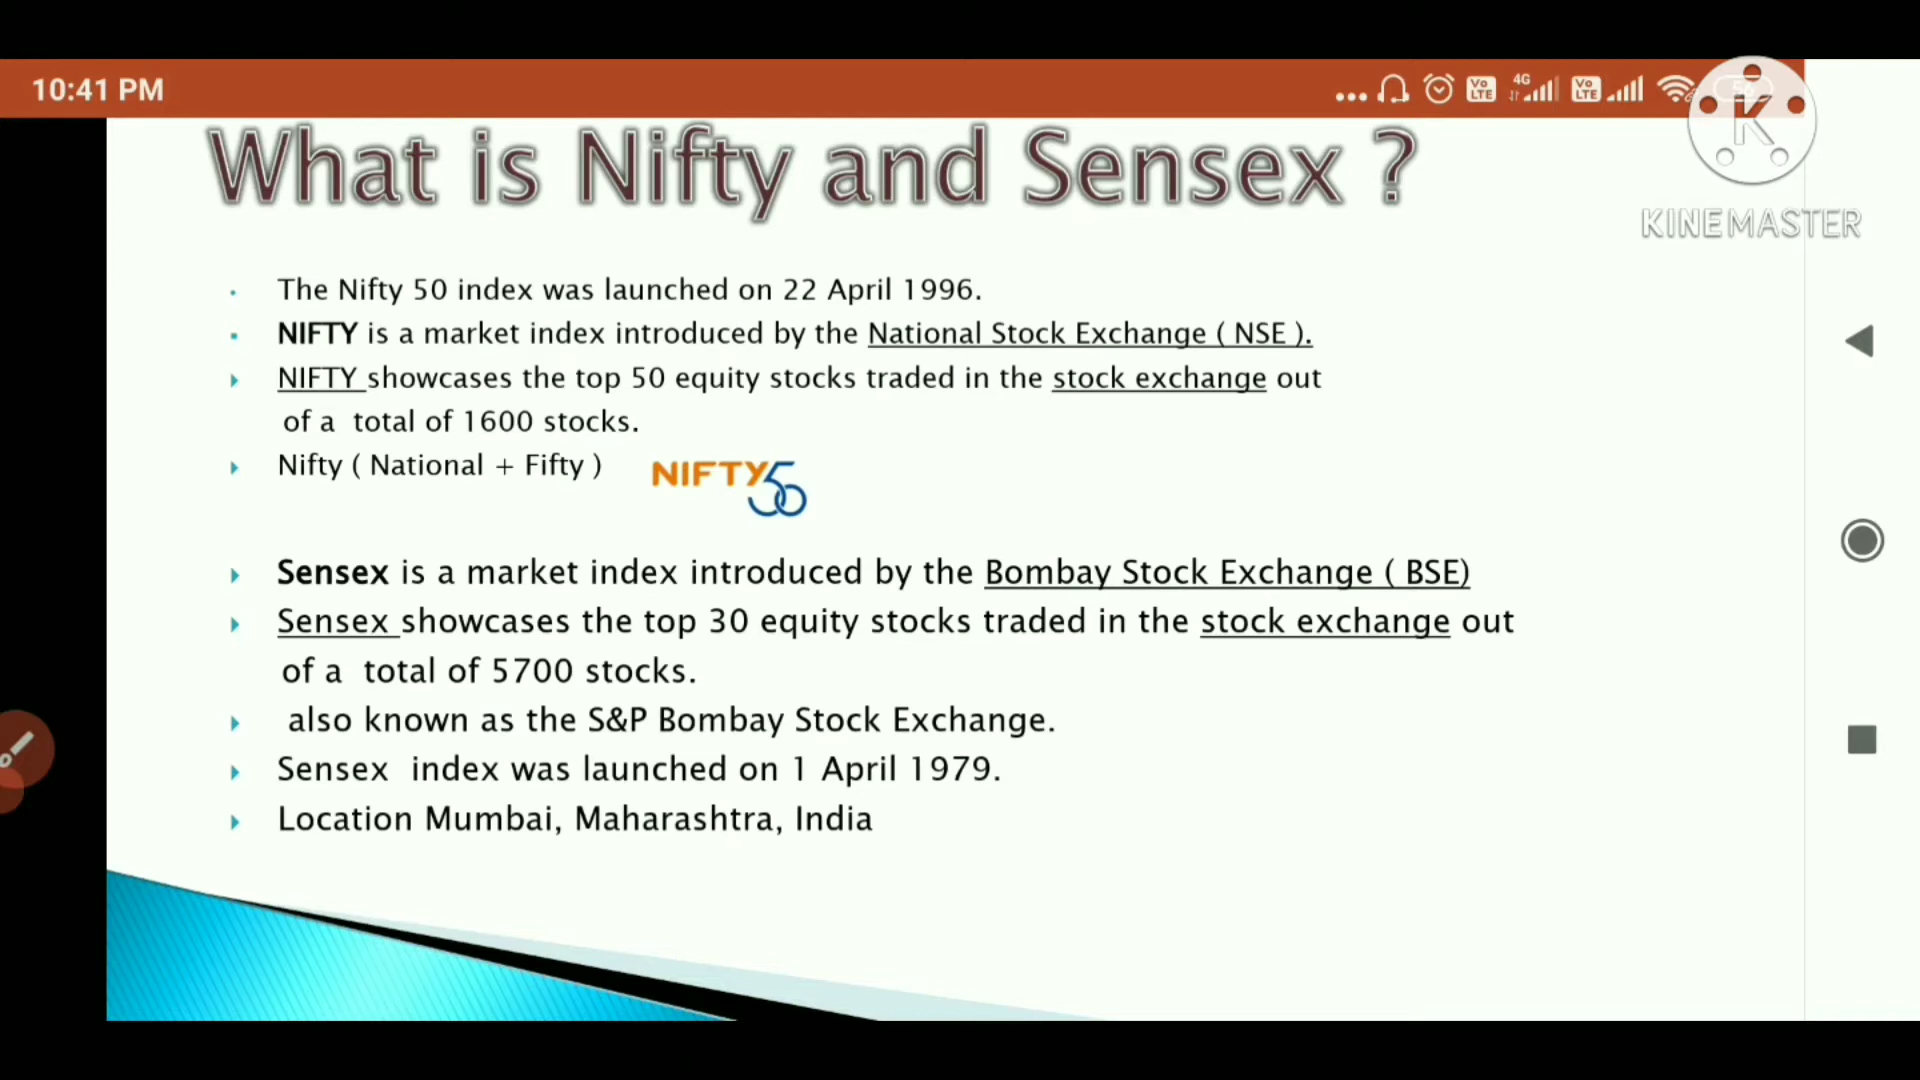 10:41 PM
Vo LTE 4G Vo LTE
K
KINEMASTER
What is Nifty and Sensex ?
The Nifty 50 index was launched on 22 April 1996.
NIFTY is a market index introduced by the National Stock Exchange ( NSE ).
NIFTY showcases the top 50 equity stocks traded in the stock exchange out
of a total of 1600 stocks.
Nifty ( National + Fifty )
NIFTY50
Sensex is a market index introduced by the Bombay Stock Exchange ( BSE)
Sensex showcases the top 30 equity stocks traded in the stock exchange out
of a total of 5700 stocks.
also known as the S&P Bombay Stock Exchange.
Sensex index was launched on 1 April 1979.
Location Mumbai, Maharashtra, India